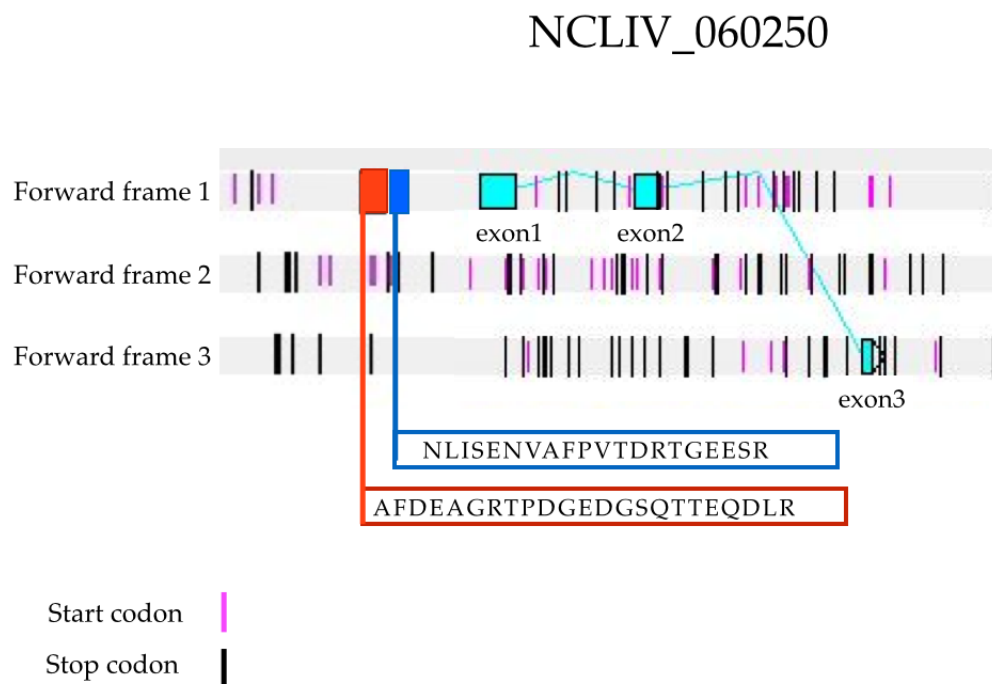 NCLIV_060250
Forward frame 1
exon1
exon2
Forward frame 2
Forward frame 3
exon3
NLISENVAFPVTDRTGEESR
AFDEAGRTPDGEDGSQTTEQDLR
Start codon
Stop codon